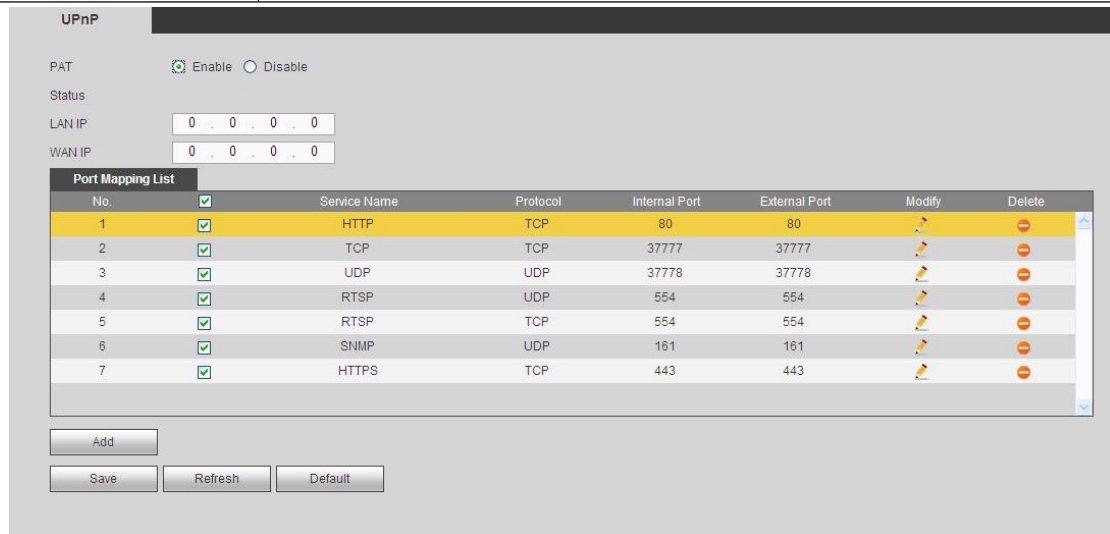 UPnP
PAT Enable Disable
Status
LAN IP 0 . 0 . 0 . 0
WAN IP 0 . 0 . 0 . 0
Port Mapping List
No. Service Name Protocol Internal Port External Port Modify Delete
1 HTTP TCP 80 80
2 TCP TCP 37777 37777
3 UDP UDP 37778 37778
4 RTSP UDP 554 554
5 RTSP TCP 554 554
6 SNMP UDP 161 161
7 HTTPS TCP 443 443
Add
Save Refresh Default